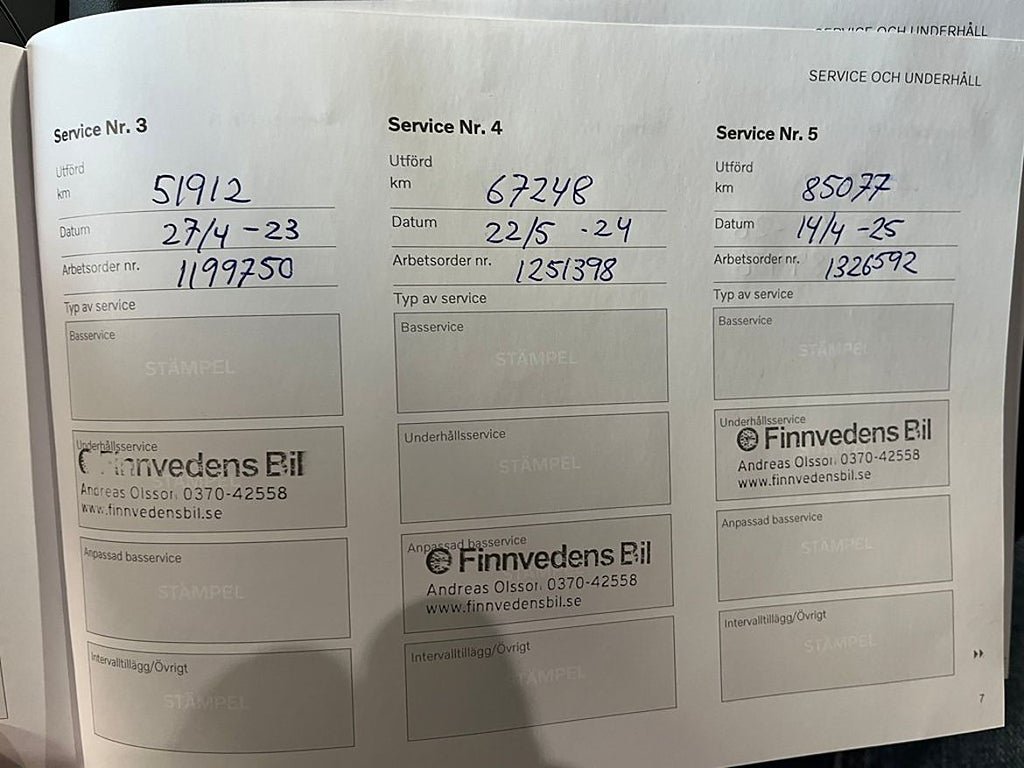 SERVICE OCH UNDERHÅLL
SERVICE OCH UNDERHÅLL
Service Nr. 3
Utförd
km 51912
Datum 27/4 -23
Arbetsorder nr. 1199750
Typ av service
Basservice
STÄMPEL
Underhållsservice
Finnvedens Bil
Andreas Olsson 0370-42558
www.finnvedensbil.se
Anpassad basservice
STÄMPEL
Intervalltillägg/Övrigt
STÄMPEL
Service Nr. 4
Utförd
km 67248
Datum 22/5 -24
Arbetsorder nr. 1251398
Typ av service
Basservice
STÄMPEL
Underhållsservice
STÄMPEL
Anpassad basservice
Finnvedens Bil
Andreas Olsson 0370-42558
www.finnvedensbil.se
Intervalltillägg/Övrigt
STÄMPEL
Service Nr. 5
Utförd
km 85077
Datum 14/4 -25
Arbetsorder nr. 1326592
Typ av service
Basservice
STÄMPEL
Underhållsservice
Finnvedens Bil
Andreas Olsson 0370-42558
www.finnvedensbil.se
Anpassad basservice
STÄMPEL
Intervalltillägg/Övrigt
STÄMPEL
7